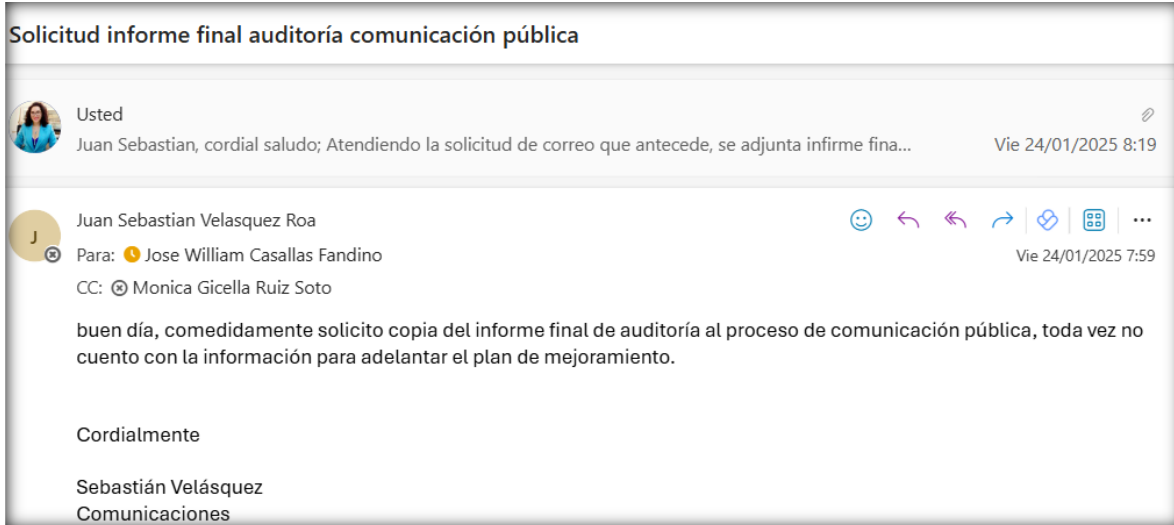 Solicitud informe final auditoría comunicación pública
Usted
Juan Sebastian, cordial saludo; Atendiendo la solicitud de correo que antecede, se adjunta infirme fina...
Vie 24/01/2025 8:19
J
Juan Sebastian Velasquez Roa
Para: Jose William Casallas Fandino
Vie 24/01/2025 7:59
CC: Monica Gicella Ruiz Soto
buen día, comedidamente solicito copia del informe final de auditoría al proceso de comunicación pública, toda vez no
cuento con la información para adelantar el plan de mejoramiento.
Cordialmente
Sebastián Velásquez
Comunicaciones